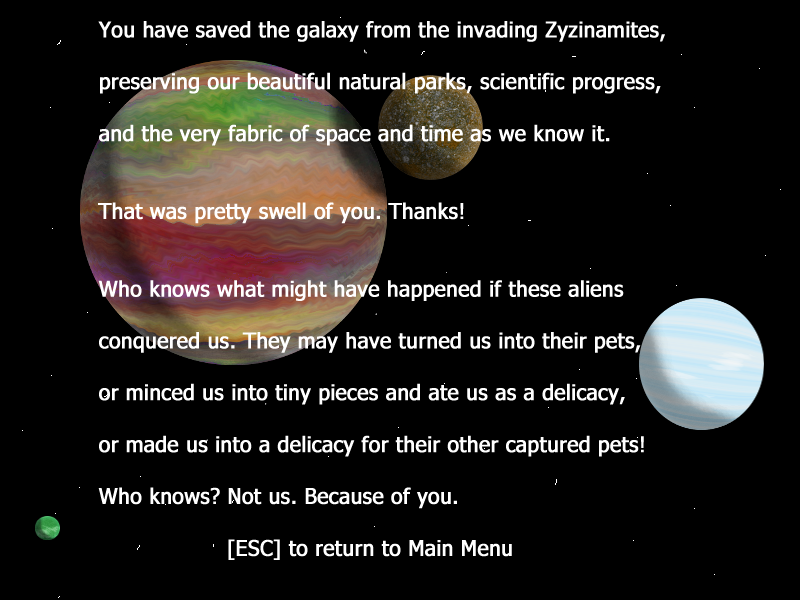 You have saved the galaxy from the invading Zyzinamites,
preserving our beautiful natural parks, scientific progress,
and the very fabric of space and time as we know it.
That was pretty swell of you. Thanks!
Who knows what might have happened if these aliens
conquered us. They may have turned us into their pets,
or minced us into tiny pieces and ate us as a delicacy,
or made us into a delicacy for their other captured pets!
Who knows? Not us. Because of you.
[ESC] to return to Main Menu